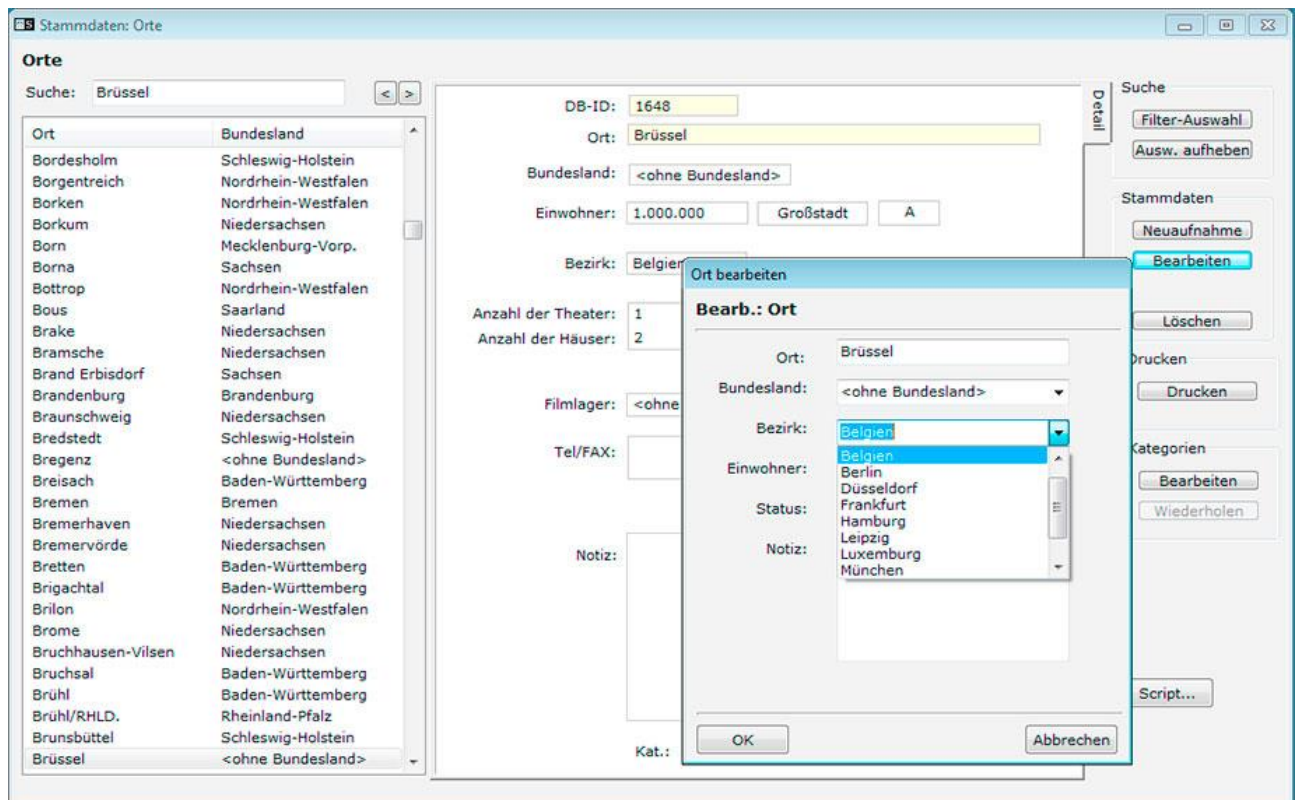 Stammdaten: Orte
Orte
Suche: Brüssel < >
Ort Bundesland
Bordesholm Schleswig-Holstein
Borgentreich Nordrhein-Westfalen
Borken Nordrhein-Westfalen
Borkum Niedersachsen
Born Mecklenburg-Vorp.
Borna Sachsen
Bottrop Nordrhein-Westfalen
Bous Saarland
Brake Niedersachsen
Bramsche Niedersachsen
Brand Erbisdorf Sachsen
Brandenburg Brandenburg
Braunschweig Niedersachsen
Bredstedt Schleswig-Holstein
Bregenz <ohne Bundesland>
Breisach Baden-Württemberg
Bremen Bremen
Bremerhaven Niedersachsen
Bremervörde Niedersachsen
Bretten Baden-Württemberg
Brigachtal Baden-Württemberg
Brilon Nordrhein-Westfalen
Brome Niedersachsen
Bruchhausen-Vilsen Niedersachsen
Bruchsal Baden-Württemberg
Brühl Baden-Württemberg
Brühl/RHLD. Rheinland-Pfalz
Brunsbüttel Schleswig-Holstein
Brüssel <ohne Bundesland>
DB-ID: 1648
Ort: Brüssel
Bundesland: <ohne Bundesland>
Einwohner: 1.000.000 Großstadt A
Bezirk: Belgien
Anzahl der Theater: 1
Anzahl der Häuser: 2
Filmlager: <ohne
Tel/FAX:
Notiz:
Kat.:
Detail
Ort bearbeiten
Bearb.: Ort
Ort: Brüssel
Bundesland: <ohne Bundesland>
Bezirk: Belgien
Belgien
Berlin
Düsseldorf
Frankfurt
Hamburg
Leipzig
Luxemburg
München
Einwohner:
Status:
Notiz:
OK Abbrechen
Suche
Filter-Auswahl
Ausw. aufheben
Stammdaten
Neuaufnahme
Bearbeiten
Löschen
Drucken
Drucken
Kategorien
Bearbeiten
Wiederholen
Script...